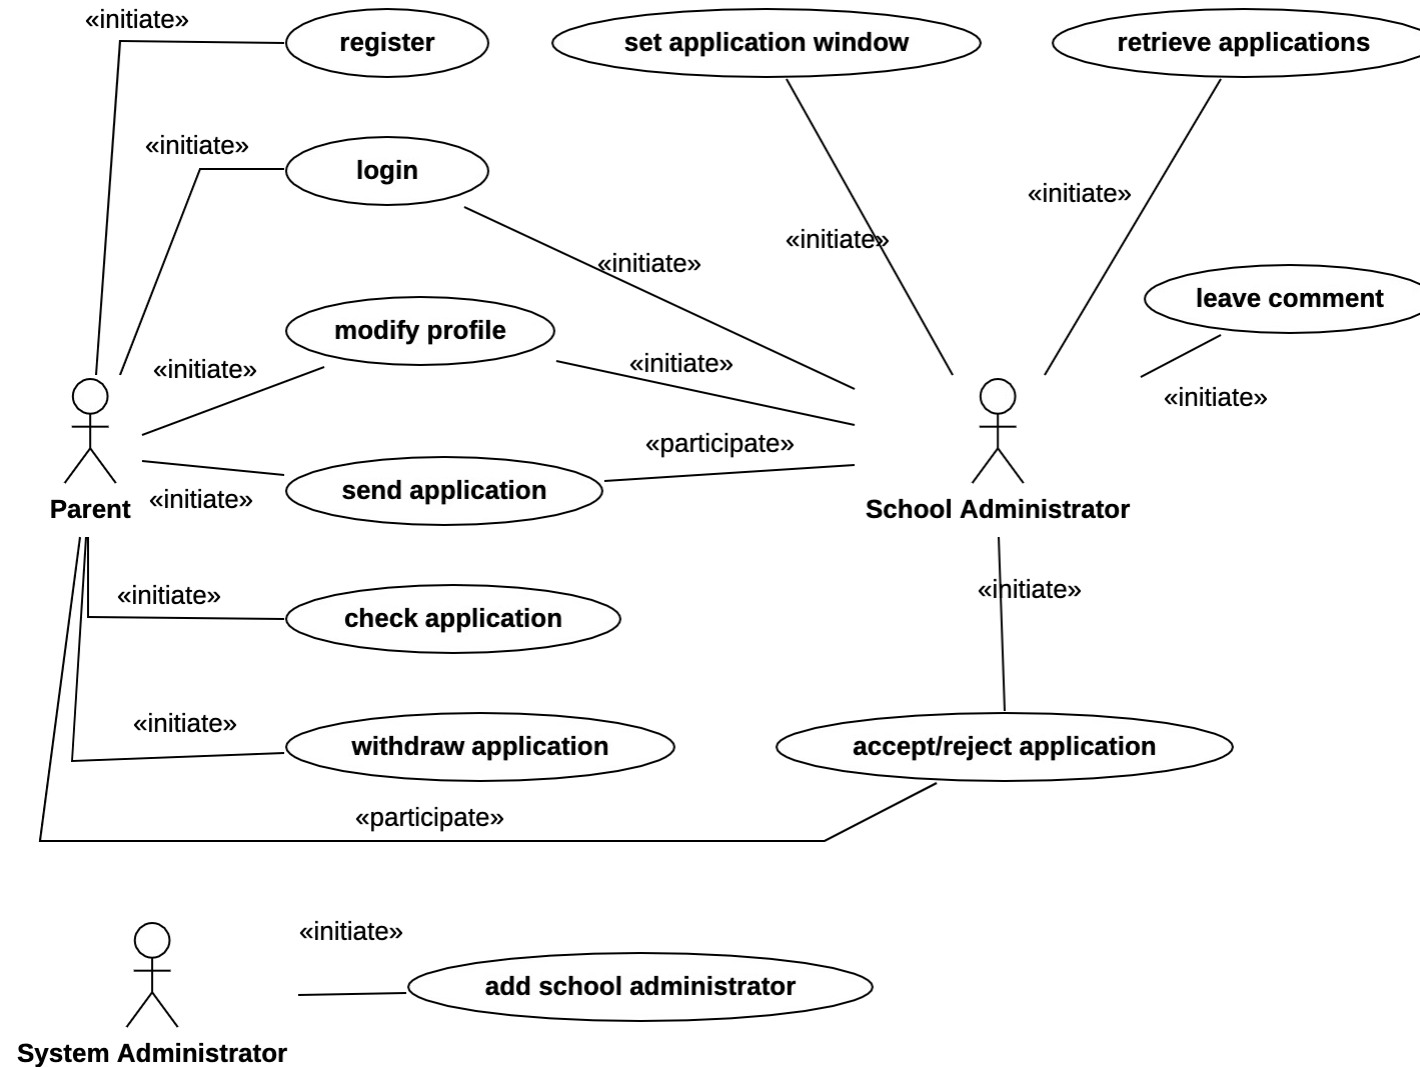 «initiate»
register
set application window
retrieve applications
«initiate»
login
«initiate»
«initiate»
«initiate»
leave comment
modify profile
«initiate»
«initiate»
«initiate»
«participate»
send application
«initiate»
Parent
School Administrator
«initiate»
«initiate»
check application
«initiate»
withdraw application
accept/reject application
«participate»
«initiate»
add school administrator
System Administrator